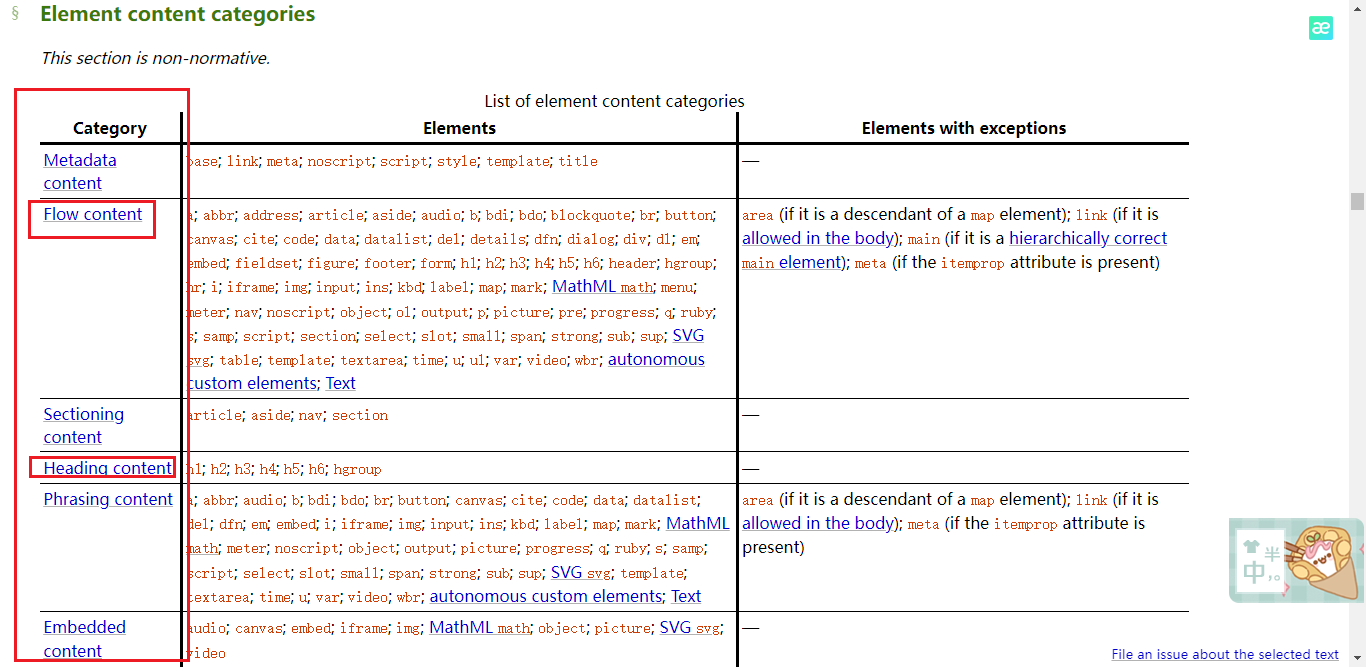 § Element content categories
æ
This section is non-normative.
List of element content categories
Category Elements Elements with exceptions
Metadata base; link; meta; noscript; script; style; template; title —
content
Flow content a; abbr; address; article; aside; audio; b; bdi; bdo; blockquote; br; button; area (if it is a descendant of a map element); link (if it is
canvas; cite; code; data; datalist; del; details; dfn; dialog; div; dl; em; allowed in the body); main (if it is a hierarchically correct
embed; fieldset; figure; footer; form; h1; h2; h3; h4; h5; h6; header; hgroup; main element); meta (if the itemprop attribute is present)
hr; i; iframe; img; input; ins; kbd; label; map; mark; MathML math; menu;
meter; nav; noscript; object; ol; output; p; picture; pre; progress; q; ruby;
s; samp; script; section; select; slot; small; span; strong; sub; sup; SVG
svg; table; template; textarea; time; u; ul; var; video; wbr; autonomous
custom elements; Text
Sectioning article; aside; nav; section —
content
Heading content h1; h2; h3; h4; h5; h6; hgroup —
Phrasing content a; abbr; audio; b; bdi; bdo; br; button; canvas; cite; code; data; datalist; area (if it is a descendant of a map element); link (if it is
del; dfn; em; embed; i; iframe; img; input; ins; kbd; label; map; mark; MathML allowed in the body); meta (if the itemprop attribute is
math; meter; noscript; object; output; picture; progress; q; ruby; s; samp; present)
script; select; slot; small; span; strong; sub; sup; SVG svg; template;
textarea; time; u; var; video; wbr; autonomous custom elements; Text
半
中 ,。
Embedded audio; canvas; embed; iframe; img; MathML math; object; picture; SVG svg; —
content video
File an issue about the selected text